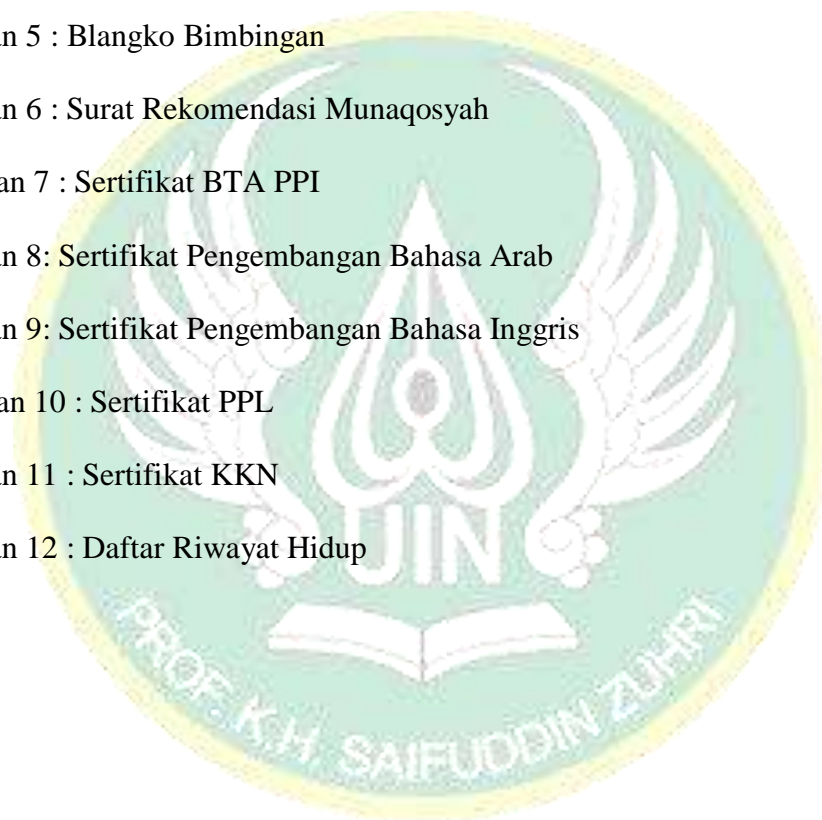 an 5 : Blangko Bimbingan
an 6 : Surat Rekomendasi Munaqosyah
an 7 : Sertifikat BTA PPI
an 8: Sertifikat Pengembangan Bahasa Arab
an 9: Sertifikat Pengembangan Bahasa Inggris
an 10 : Sertifikat PPL
an 11 : Sertifikat KKN
an 12 : Daftar Riwayat Hidup
UIN
PROF. K.H. SAIFUDDIN ZUHRI